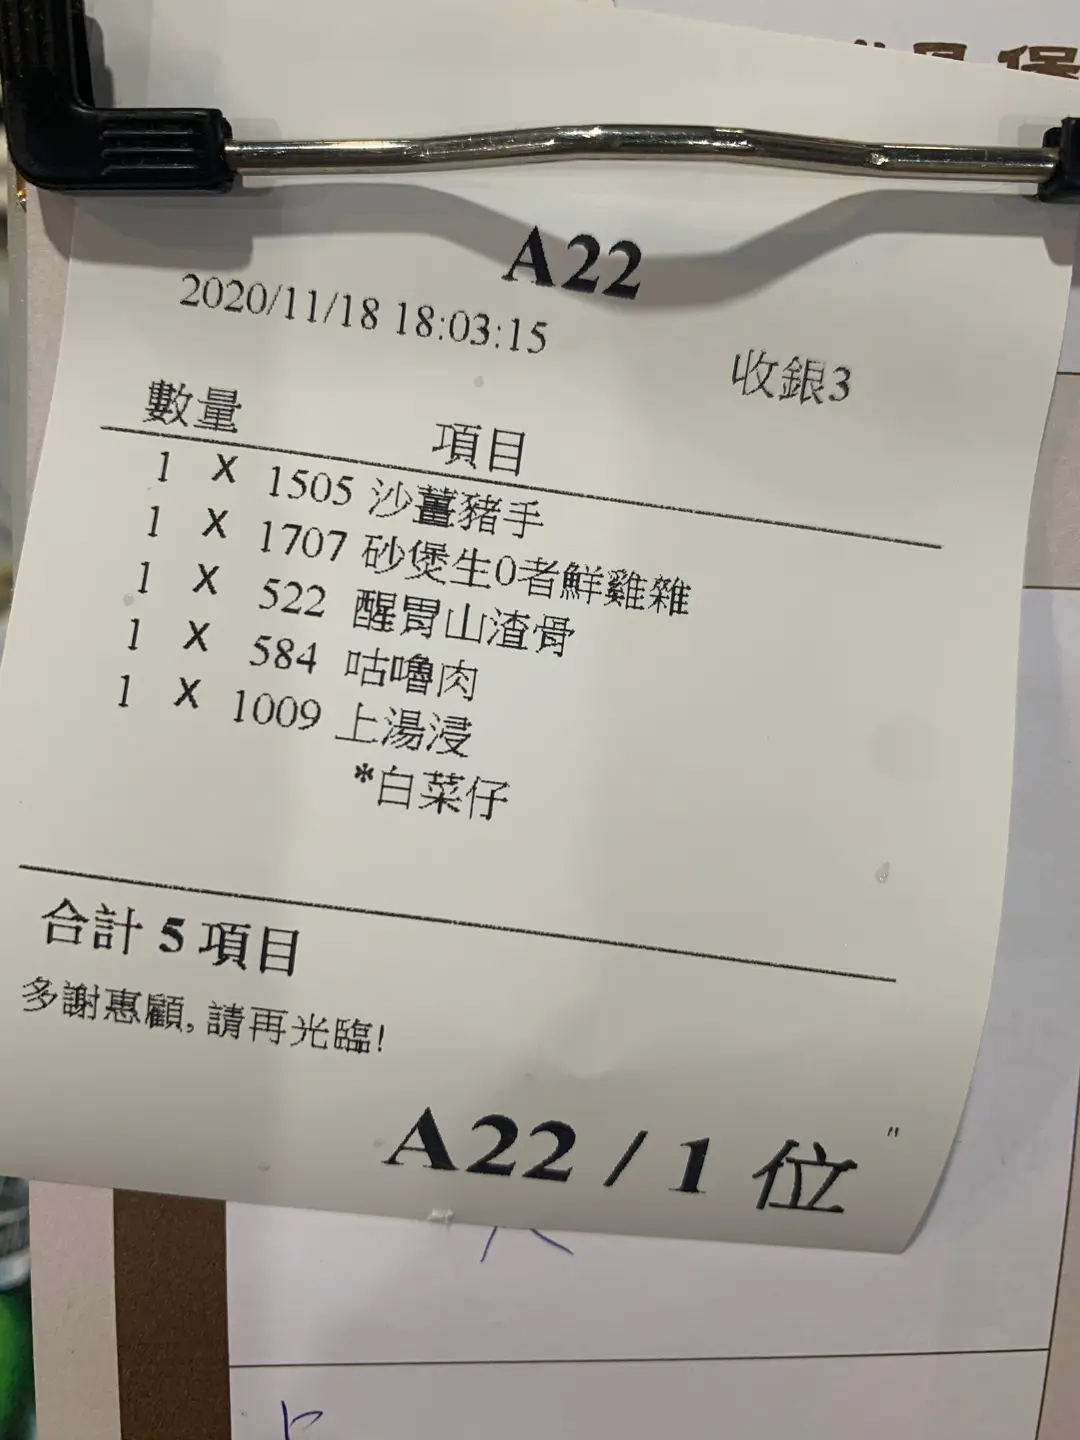 保
A22
2020/11/18 18:03:15
收銀3
數量 項目
1 X 1505 沙薑豬手
1 X 1707 砂煲生0者鮮雞雜
1 X 522 醒胃山渣骨
1 X 584 咕嚕肉
1 X 1009 上湯浸
*白菜仔
合計 5 項目
多謝惠顧, 請再光臨!
A22 / 1 位